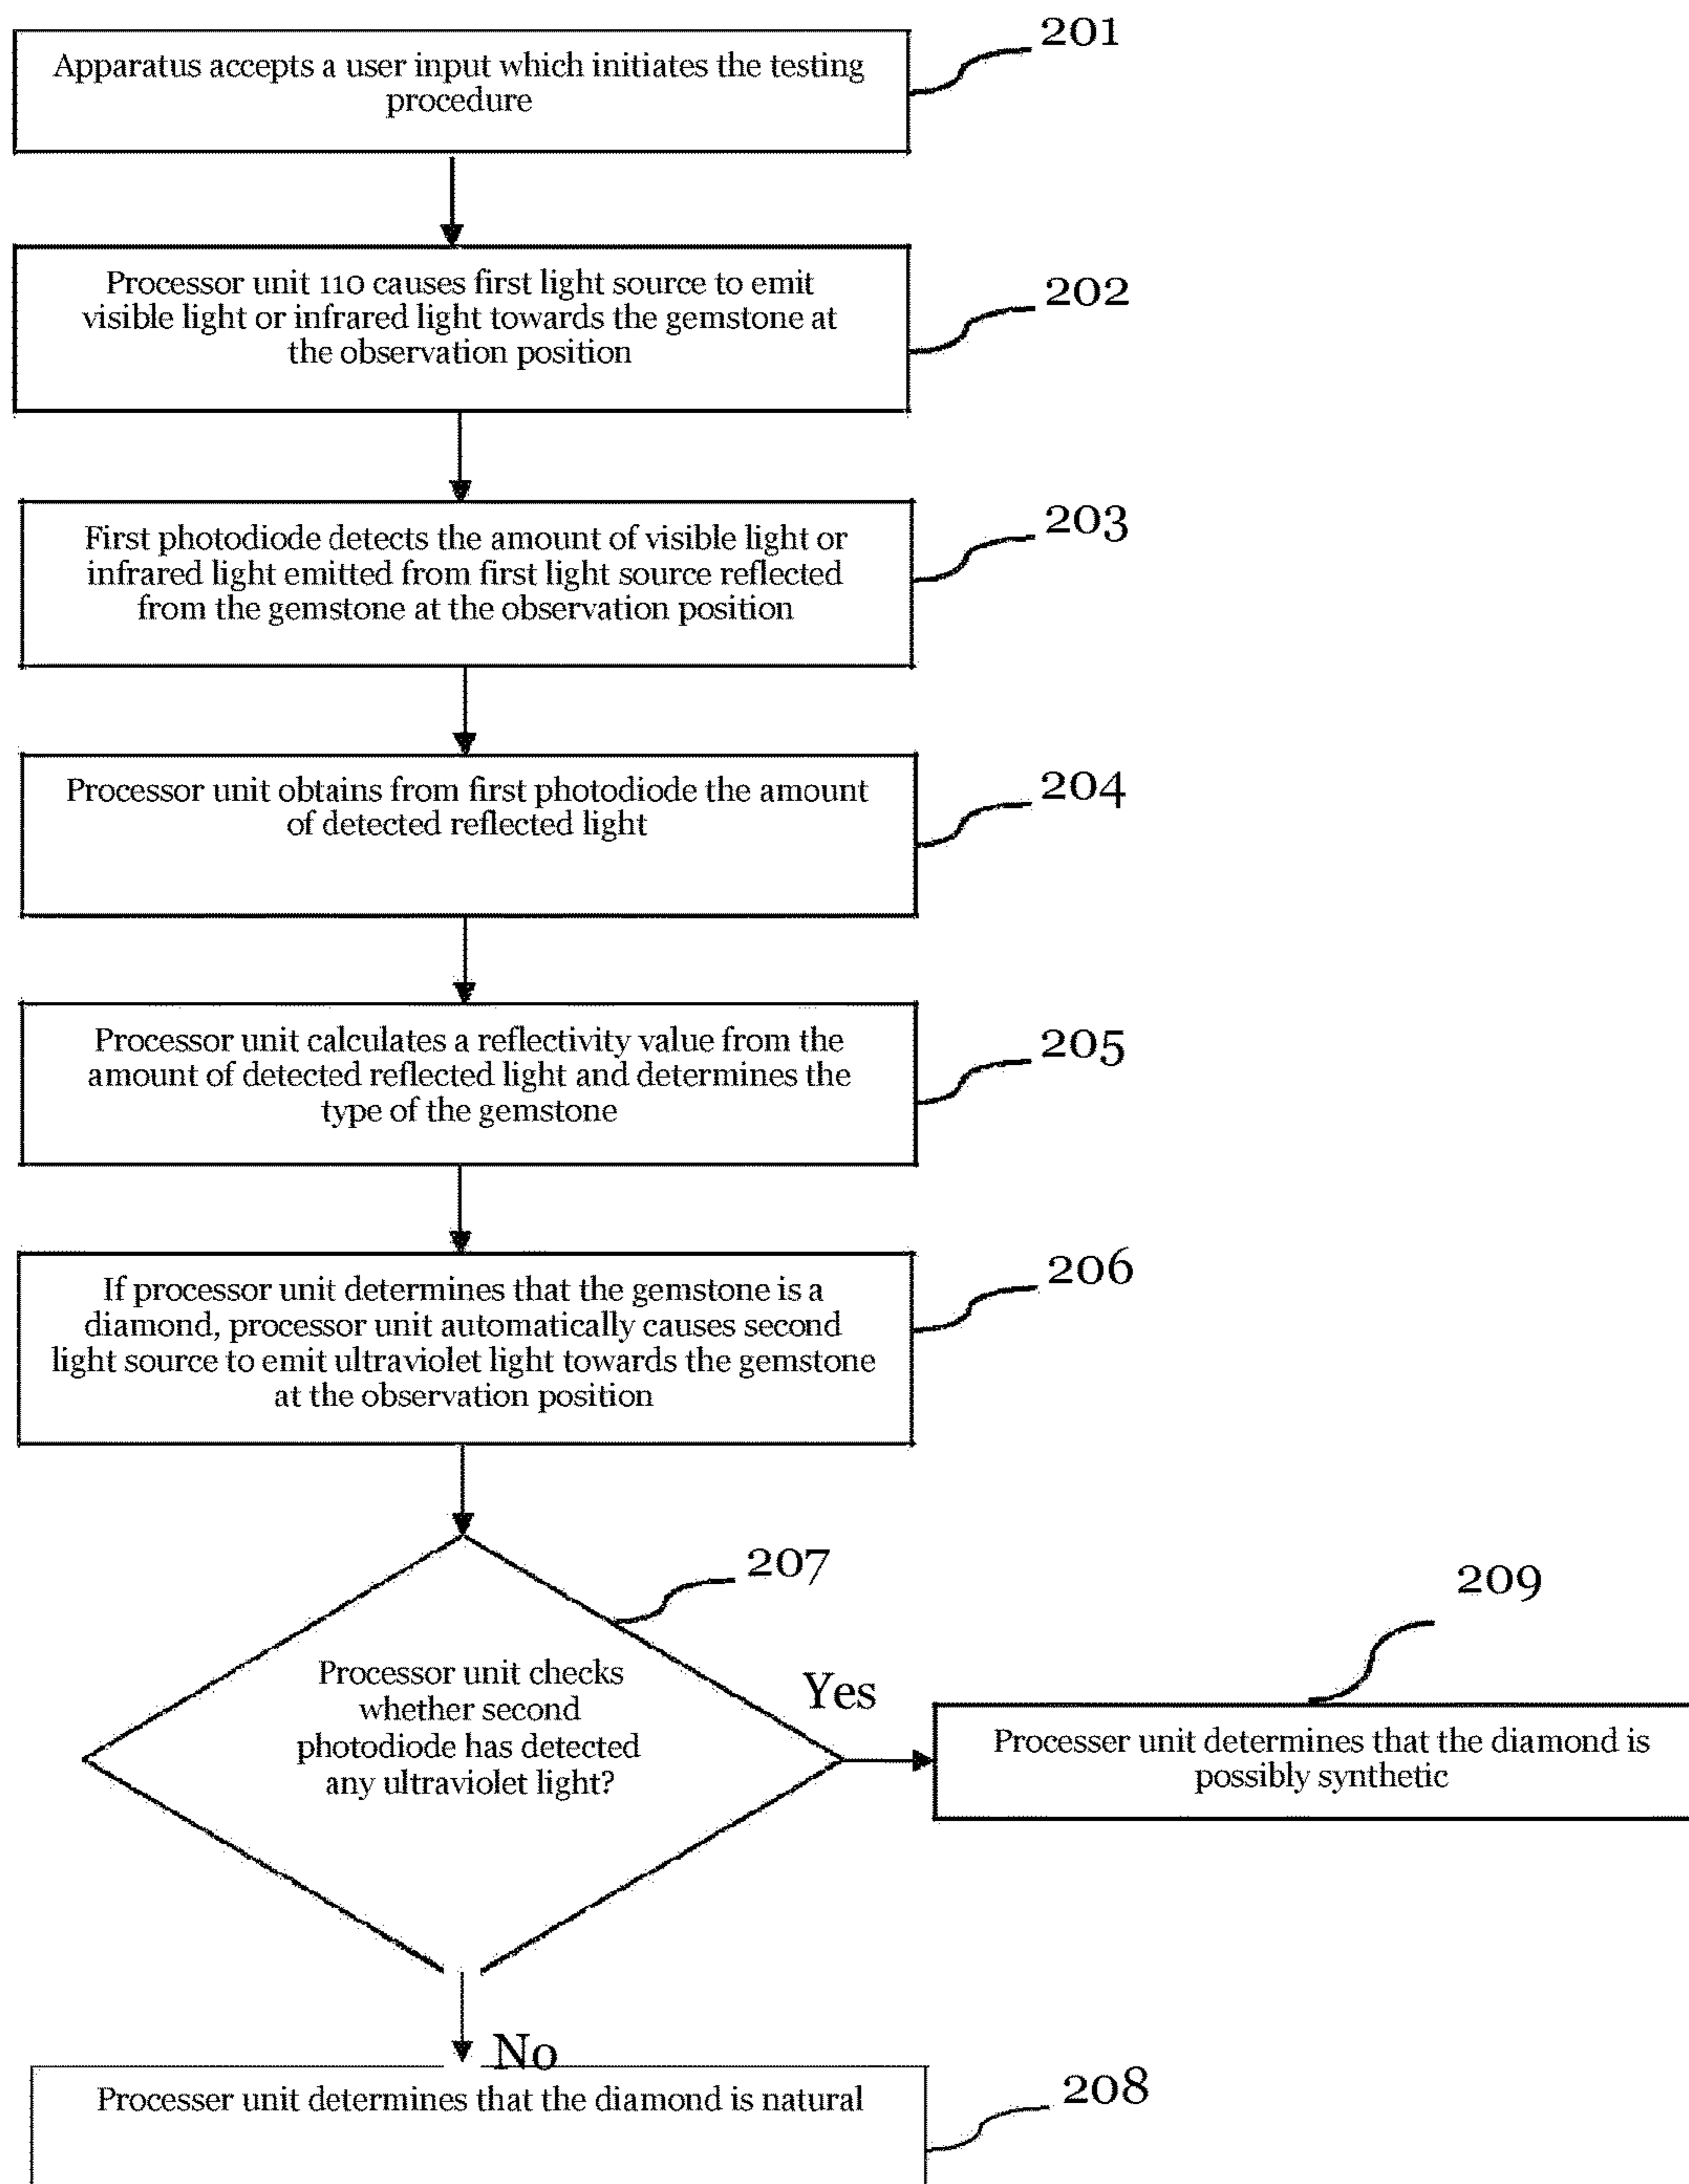 201
Apparatus accepts a user input which initiates the testing
procedure
202
Processor unit 110 causes first light source to emit
visible light or infrared light towards the gemstone at
the observation position
203
First photodiode detects the amount of visible light or
infrared light emitted from first light source reflected
from the gemstone at the observation position
204
Processor unit obtains from first photodiode the amount
of detected reflected light
205
Processor unit calculates a reflectivity value from the
amount of detected reflected light and determines the
type of the gemstone
206
If processor unit determines that the gemstone is a
diamond, processor unit automatically causes second
light source to emit ultraviolet light towards the gemstone
at the observation position
207
Processor unit checks
whether second
photodiode has detected
any ultraviolet light?
Yes
209
Processer unit determines that the diamond is
possibly synthetic
No
Processer unit determines that the diamond is natural
208